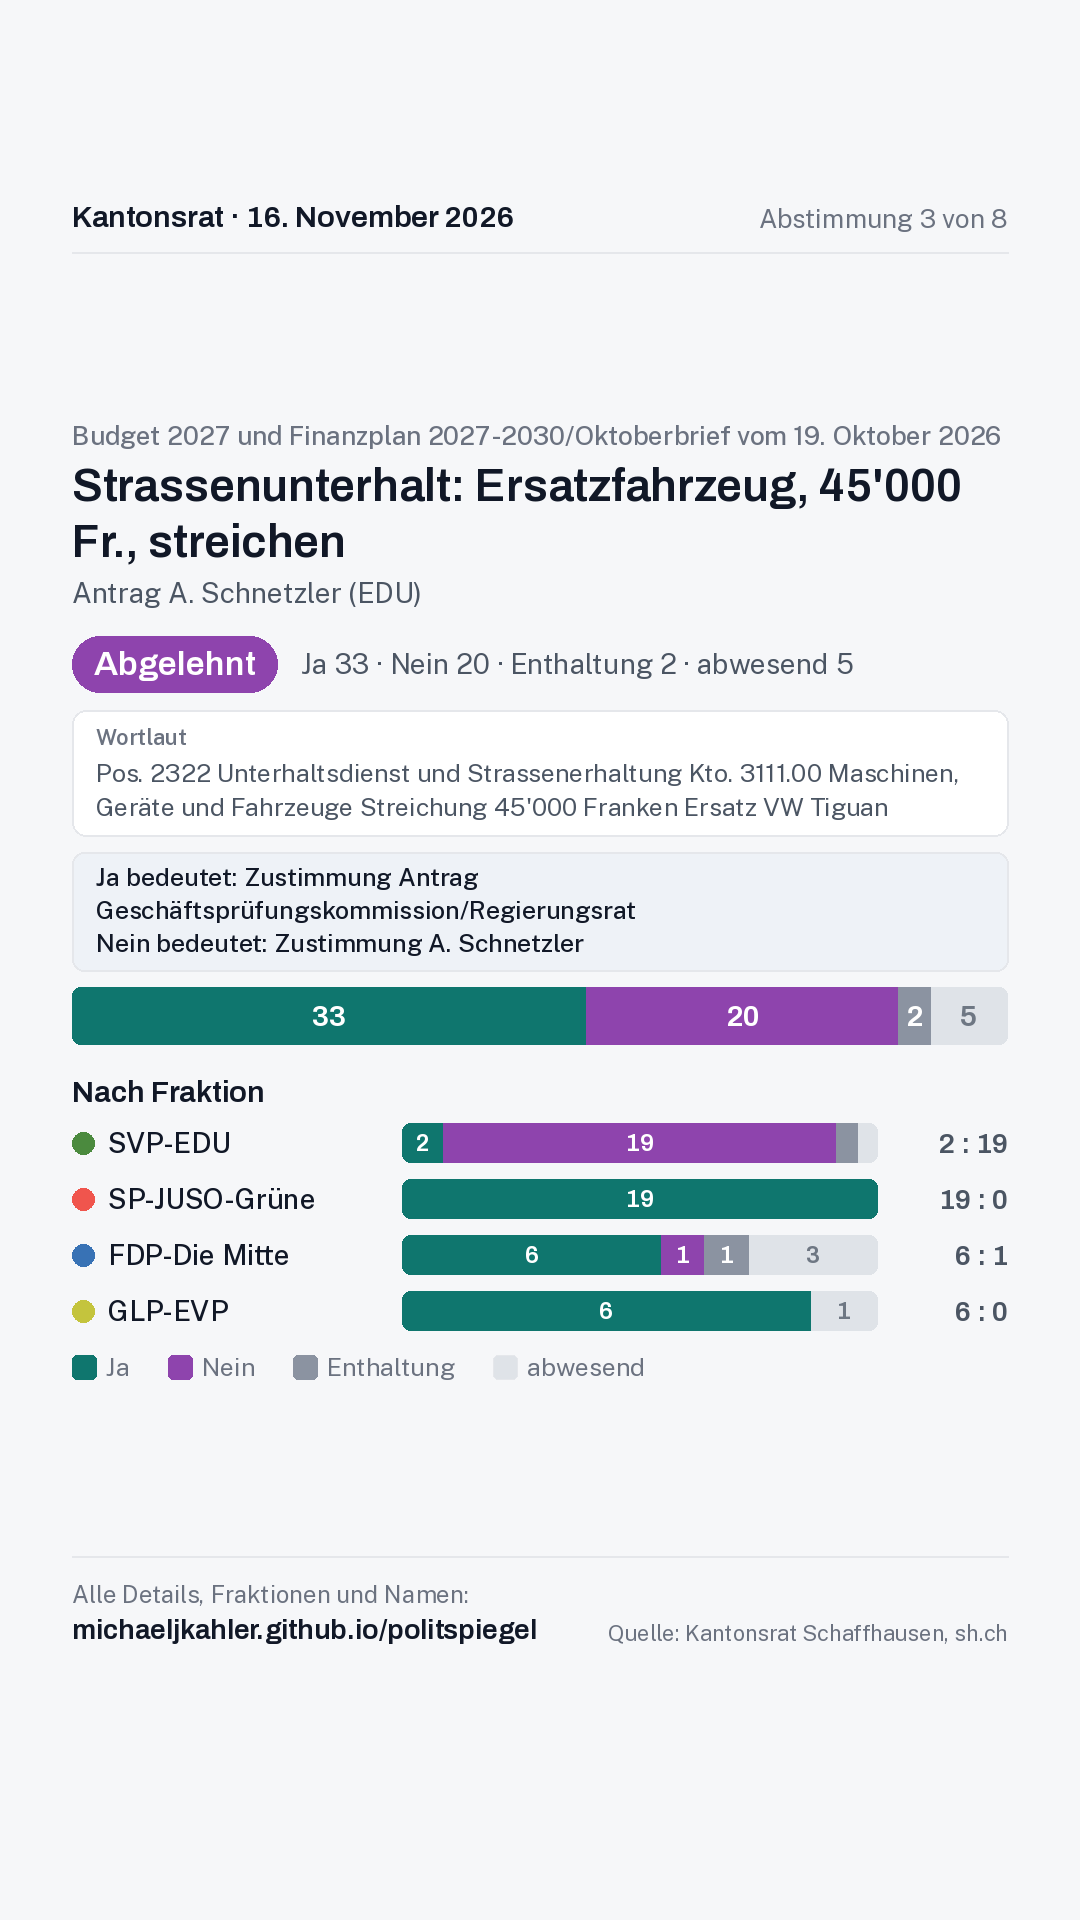 Kantonsrat · 16. November 2026
Abstimmung 3 von 8
Budget 2027 und Finanzplan 2027-2030/Oktoberbrief vom 19. Oktober 2026
Strassenunterhalt: Ersatzfahrzeug, 45'000
Fr., streichen
Antrag A. Schnetzler (EDU)
Abgelehnt
Ja 33 · Nein 20 · Enthaltung 2 · abwesend 5
Wortlaut
Pos. 2322 Unterhaltsdienst und Strassenerhaltung Kto. 3111.00 Maschinen,
Geräte und Fahrzeuge Streichung 45'000 Franken Ersatz VW Tiguan
Ja bedeutet: Zustimmung Antrag
Geschäftsprüfungskommission/Regierungsrat
Nein bedeutet: Zustimmung A. Schnetzler
33 20 2 5
Nach Fraktion
SVP-EDU 2 19 2 : 19
SP-JUSO-Grüne 19 19 : 0
FDP-Die Mitte 6 1 1 3 6 : 1
GLP-EVP 6 1 6 : 0
Ja Nein Enthaltung abwesend
Alle Details, Fraktionen und Namen:
michaeljkahler.github.io/politspiegel
Quelle: Kantonsrat Schaffhausen, sh.ch